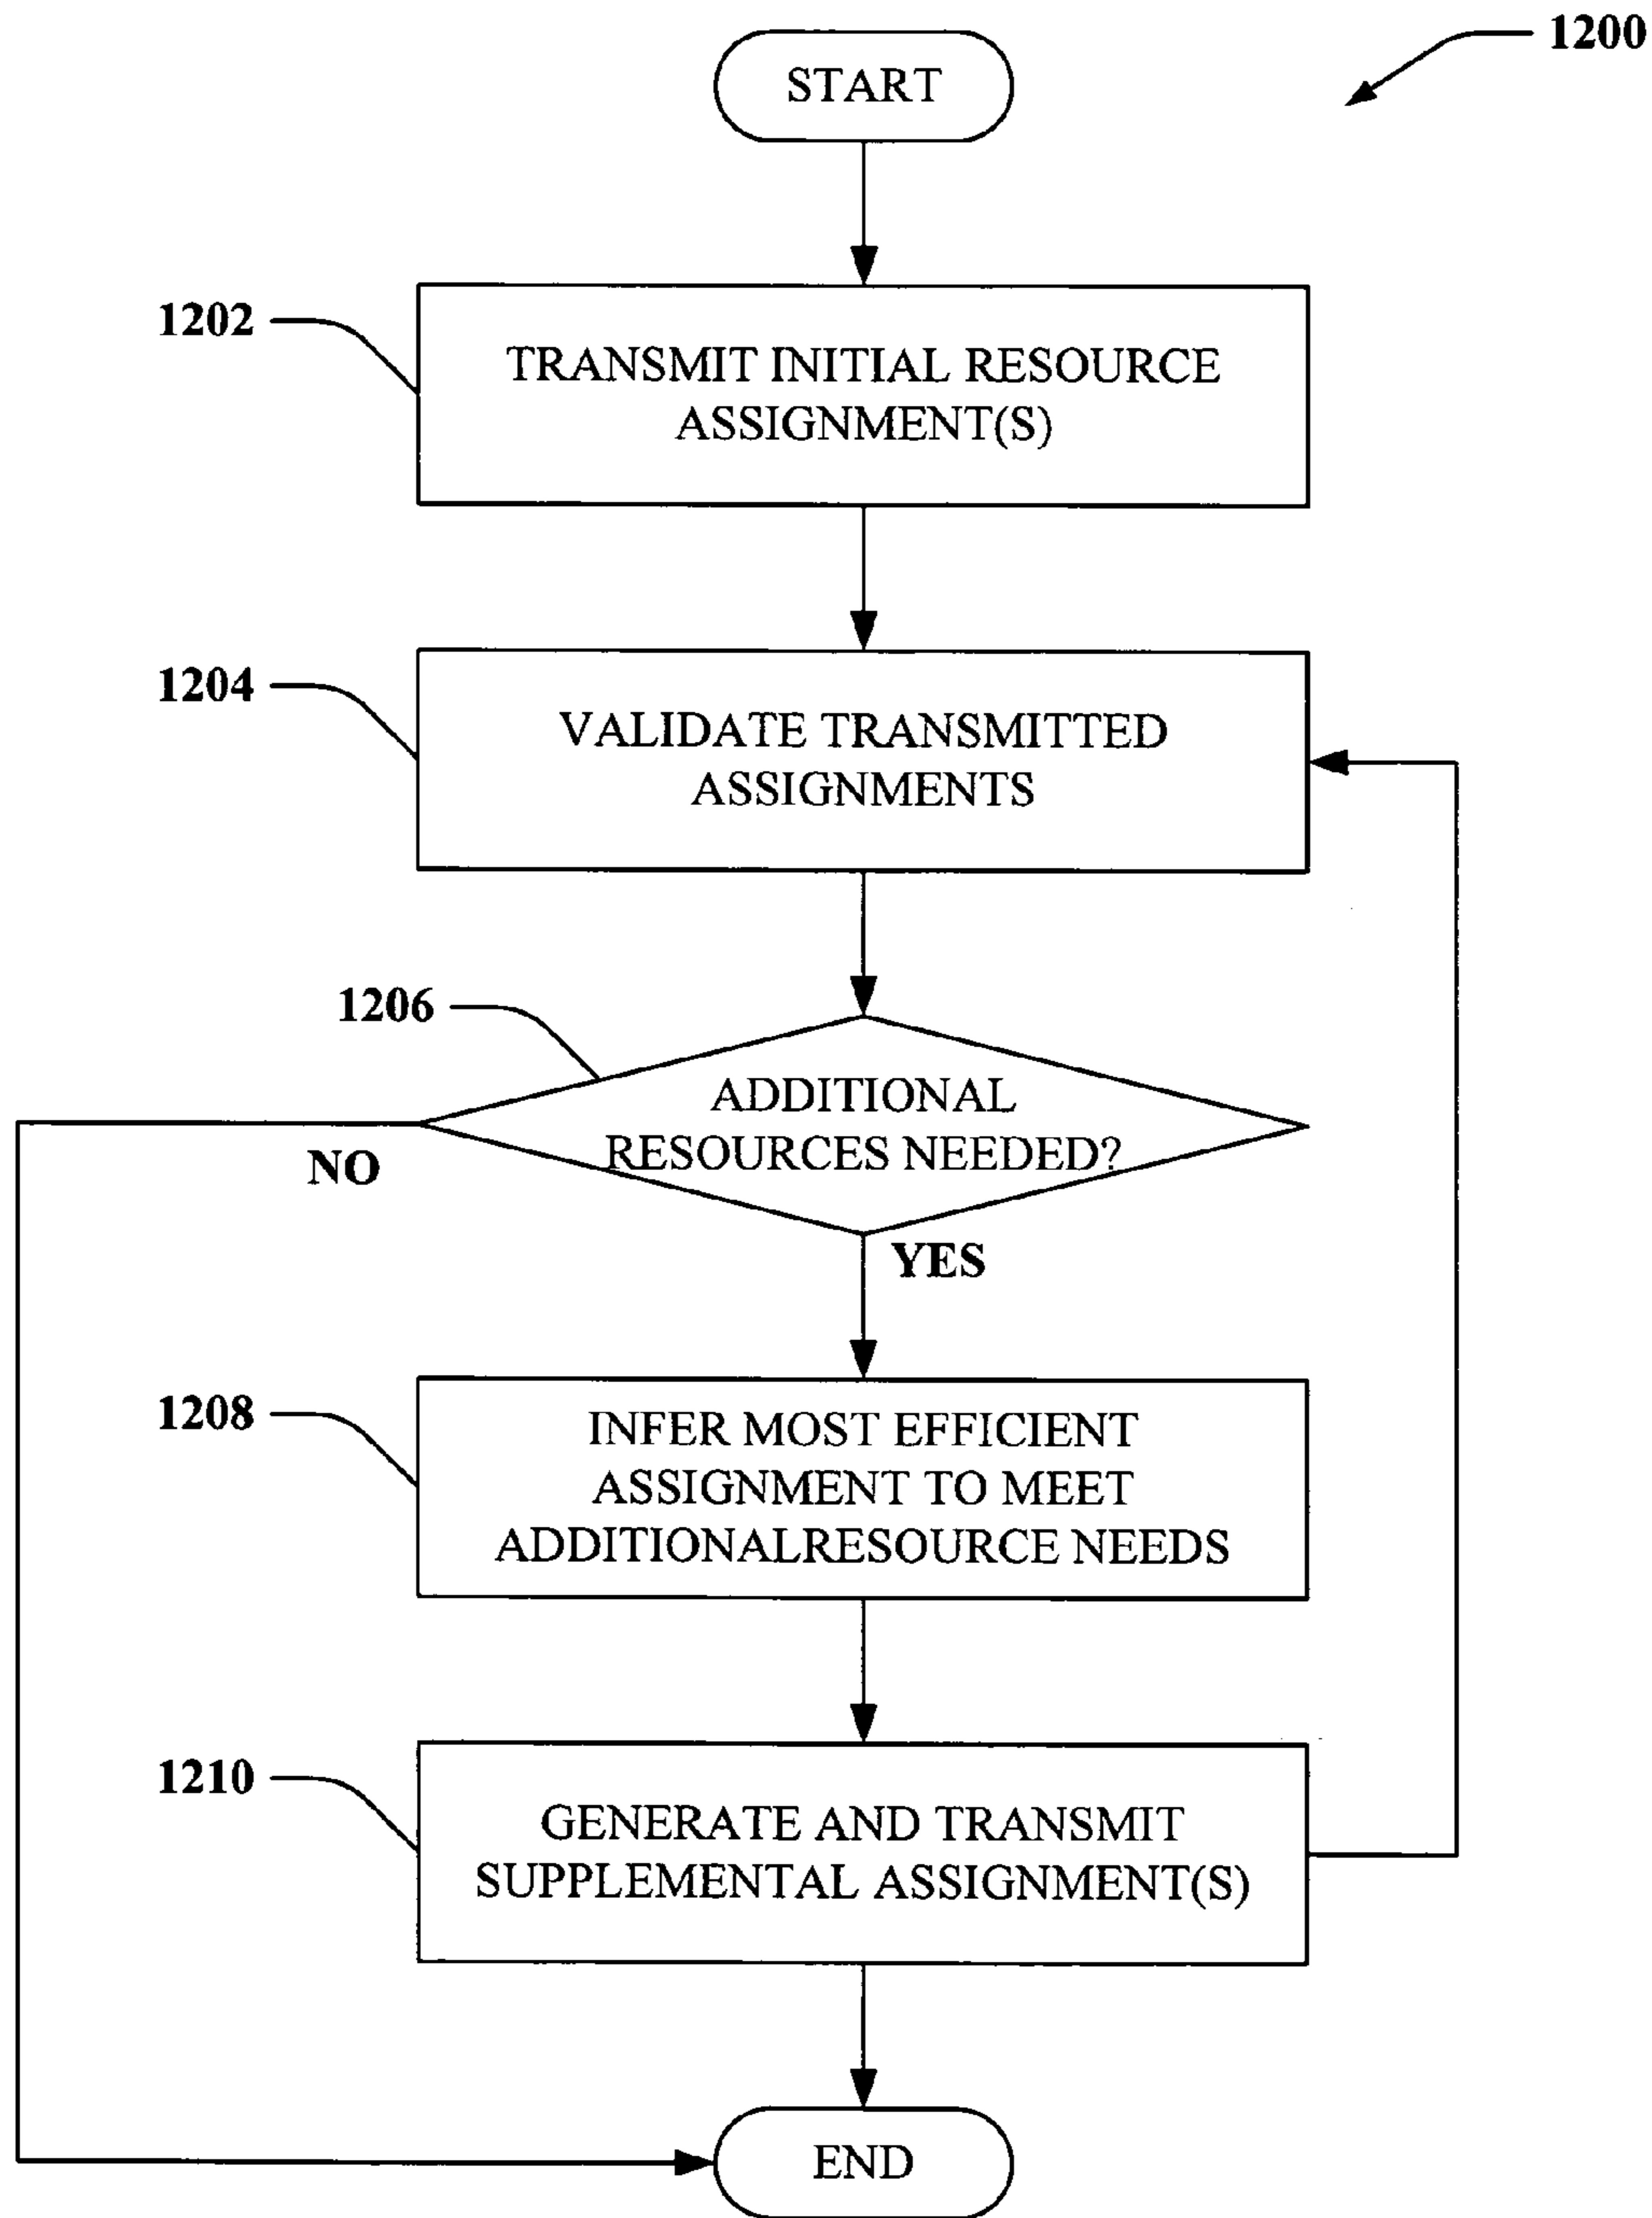 1200
START
1202
TRANSMIT INITIAL RESOURCE
ASSIGNMENT(S)
1204
VALIDATE TRANSMITTED
ASSIGNMENTS
1206
ADDITIONAL
RESOURCES NEEDED?
NO
YES
1208
INFER MOST EFFICIENT
ASSIGNMENT TO MEET
ADDITIONALRESOURCE NEEDS
1210
GENERATE AND TRANSMIT
SUPPLEMENTAL ASSIGNMENT(S)
END